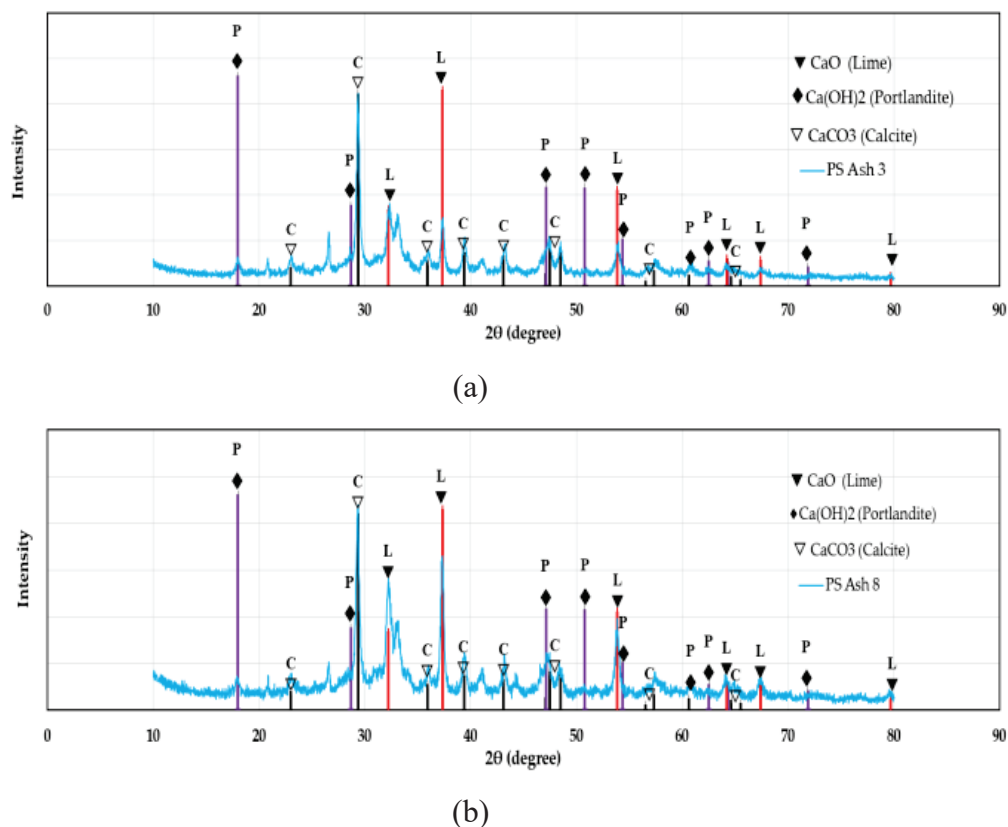 P
C
L
P
L
P
P
L
P
C
C
C
C
C
C
P
P
L
C
L
P
L
CaO (Lime)
Ca(OH)2 (Portlandite)
CaCO3 (Calcite)
PS Ash 3
Intensity
0 10 20 30 40 50 60 70 80 90
2θ (degree)
(a)
P
C
L
P
L
P
P
L
P
C
C
C
C
C
C
P
P
L
C
L
P
L
CaO (Lime)
Ca(OH)2 (Portlandite)
CaCO3 (Calcite)
PS Ash 8
Intensity
0 10 20 30 40 50 60 70 80 90
2θ (degree)
(b)